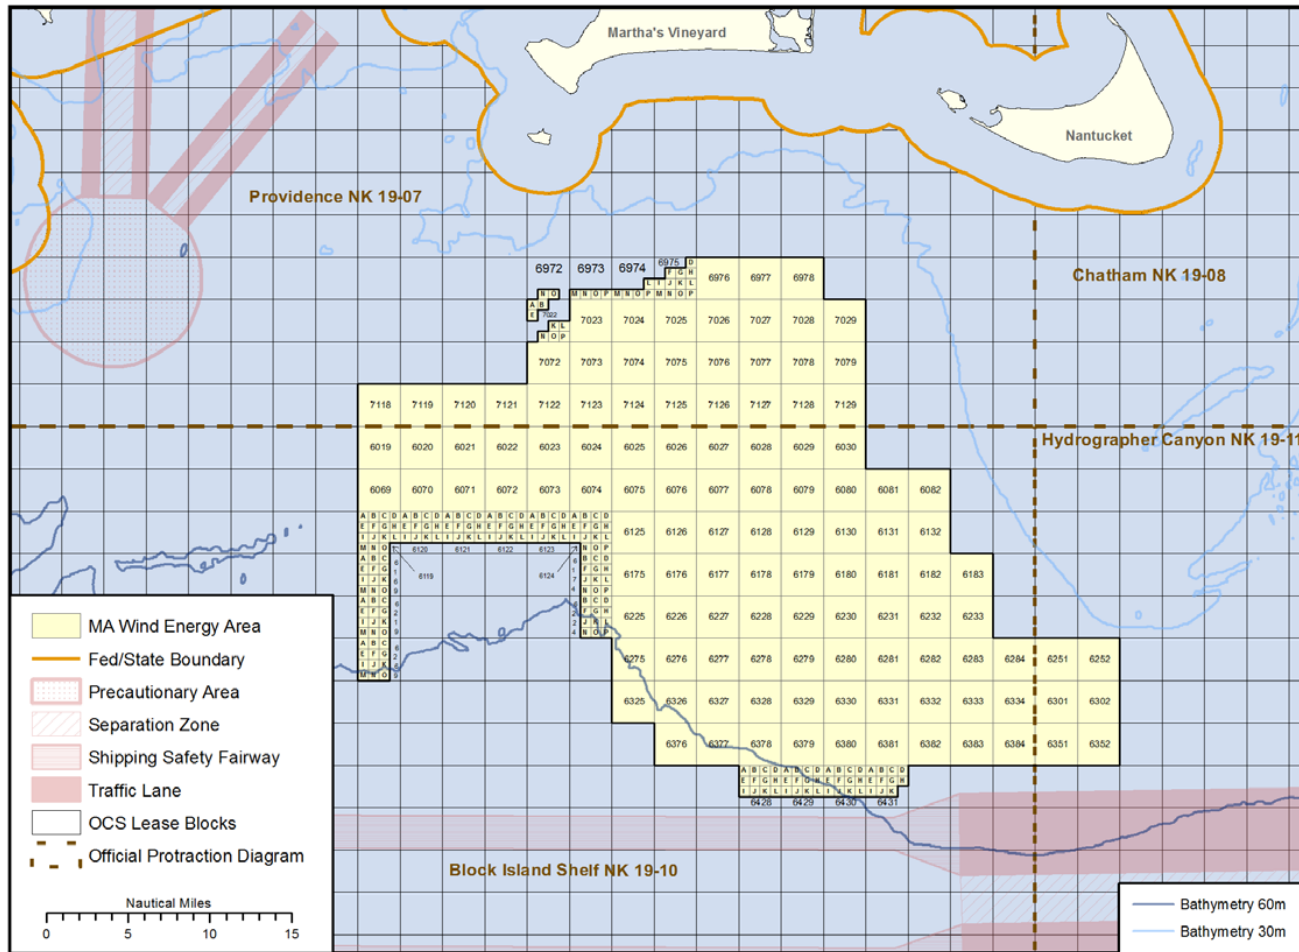 Martha's Vineyard
Nantucket
Providence NK 19-07
Chatham NK 19-08
6972 6973 6974 6975 D
F G H
6976 6977 6978
L I J K L
N O M N O P M N O P M N O P
A B
E 7022
7023 7024 7025 7026 7027 7028 7029
K L
N O P
7072 7073 7074 7075 7076 7077 7078 7079
7118 7119 7120 7121 7122 7123 7124 7125 7126 7127 7128 7129
Hydrographer Canyon NK 19-11
6019 6020 6021 6022 6023 6024 6025 6026 6027 6028 6029 6030
6069 6070 6071 6072 6073 6074 6075 6076 6077 6078 6079 6080 6081 6082
A B C D A B C D A B C D A B C D A B C D A B C D
E F G H E F G H E F G H E F G H E F G H E F G H
6125 6126 6127 6128 6129 6130 6131 6132
I J K L I J K L I J K L I J K L I J K L I J K L
M N O N O P
6120 6121 6122 6123
A B C B C D
6119 6124
E F G F G H
6175 6176 6177 6178 6179 6180 6181 6182 6183
I J K J K L
M N O N O P
6169 6174
A B C B C D
E F G F G H
6225 6226 6227 6228 6229 6230 6231 6232 6233
I J K J K L
M N O N O P
6219 6224
A B C
E F G
6275 6276 6277 6278 6279 6280 6281 6282 6283 6284 6251 6252
I J K
M N O
6269
6325 6326 6327 6328 6329 6330 6331 6332 6333 6334 6301 6302
6376 6377 6378 6379 6380 6381 6382 6383 6384 6351 6352
A B C D A B C D A B C D A B C D
E F G H E F G H E F G H E F G H
I J K L I J K L I J K L I J K
6428 6429 6430 6431
Block Island Shelf NK 19-10
MA Wind Energy Area
Fed/State Boundary
Precautionary Area
Separation Zone
Shipping Safety Fairway
Traffic Lane
OCS Lease Blocks
Official Protraction Diagram
Nautical Miles
0 5 10 15
Bathymetry 60m
Bathymetry 30m